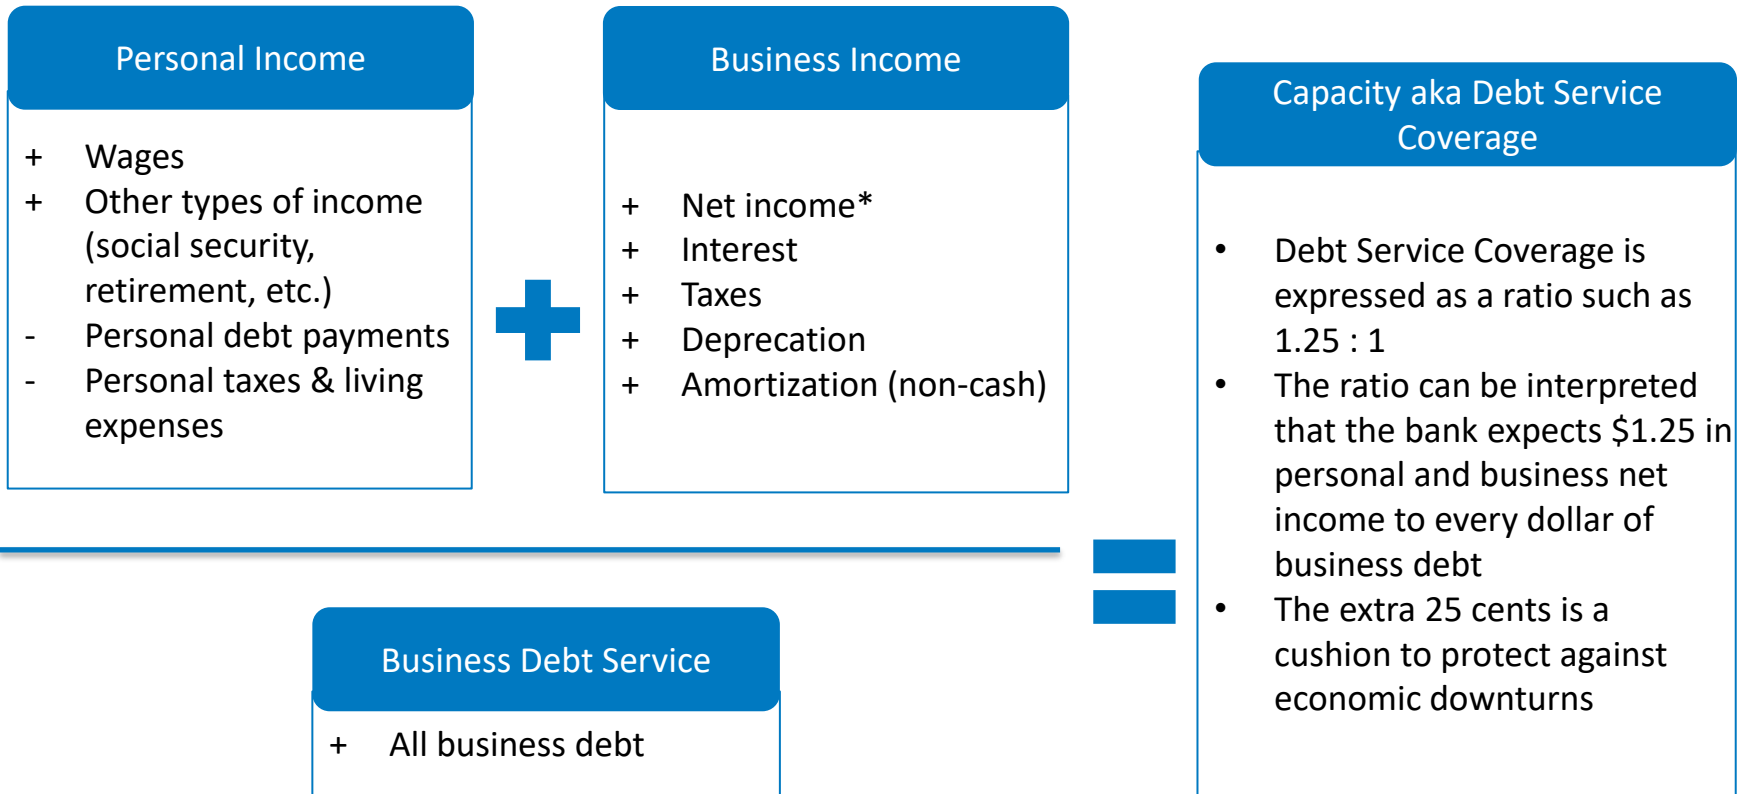 Personal Income
+ Wages
+ Other types of income
(social security,
retirement, etc.)
- Personal debt payments
- Personal taxes & living
expenses
Business Income
+ Net income*
+ Interest
+ Taxes
+ Deprecation
+ Amortization (non-cash)
Business Debt Service
+ All business debt
Capacity aka Debt Service
Coverage
• Debt Service Coverage is
expressed as a ratio such as
1.25 : 1
• The ratio can be interpreted
that the bank expects $1.25 in
personal and business net
income to every dollar of
business debt
• The extra 25 cents is a
cushion to protect against
economic downturns